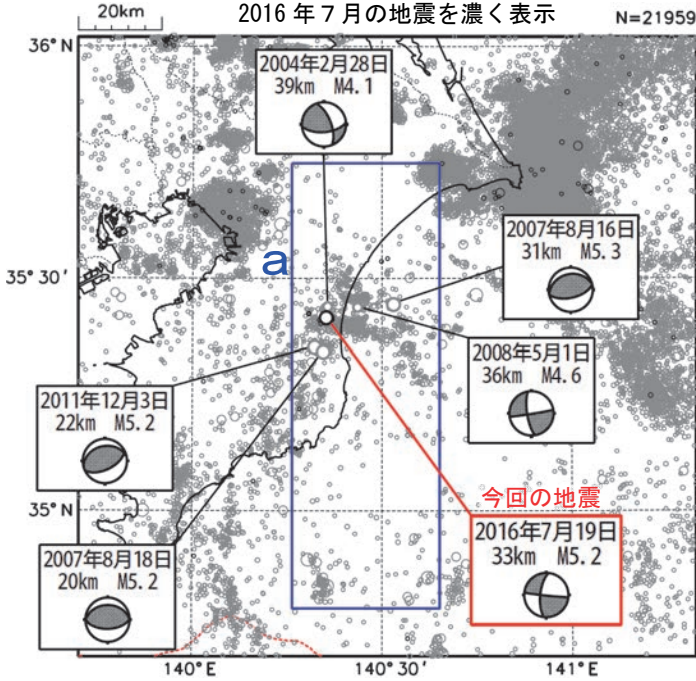 2016年7月の地震を濃く表示
20km
N=21959
36°N
2004年2月28日
39km M4.1
2007年8月16日
31km M5.3
a
35°30'
2008年5月1日
36km M4.6
2011年12月3日
22km M5.2
今回の地震
35°N
2016年7月19日
33km M5.2
2007年8月18日
20km M5.2
140°E
140°30'
141°E